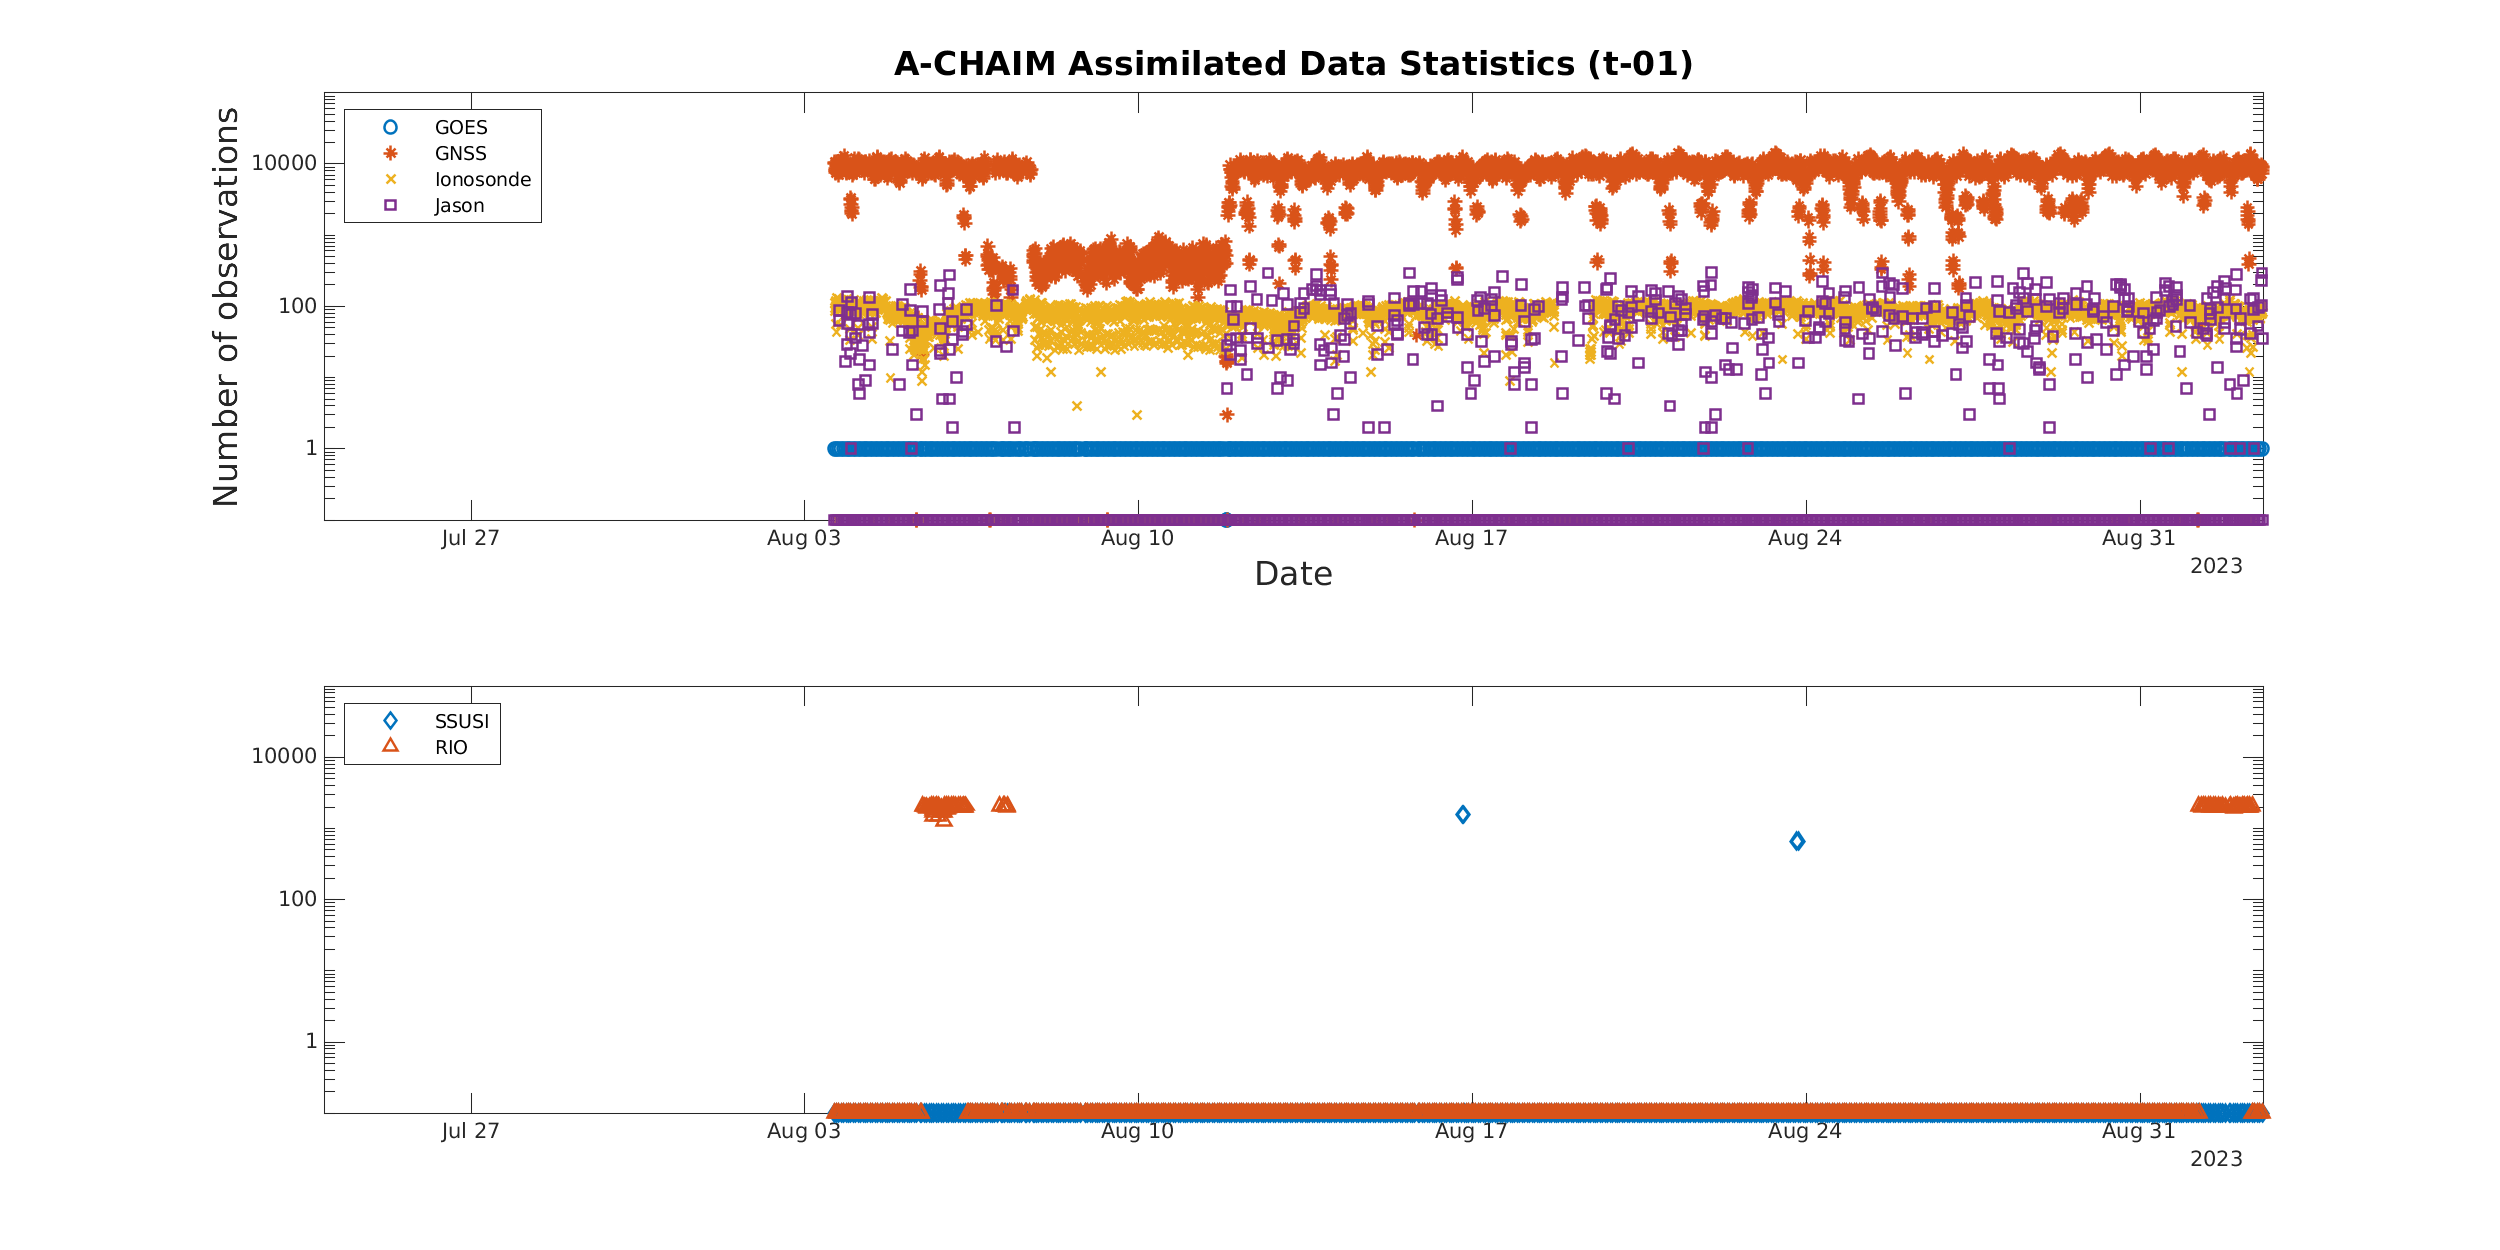 A-CHAIM Assimilated Data Statistics (t-01)
Number of observations
GOES
GNSS
Ionosonde
Jason
10000
100
1
Jul 27
Aug 03
Aug 10
Aug 17
Aug 24
Aug 31
2023
Date
SSUSI
RIO
10000
100
1
Jul 27
Aug 03
Aug 10
Aug 17
Aug 24
Aug 31
2023